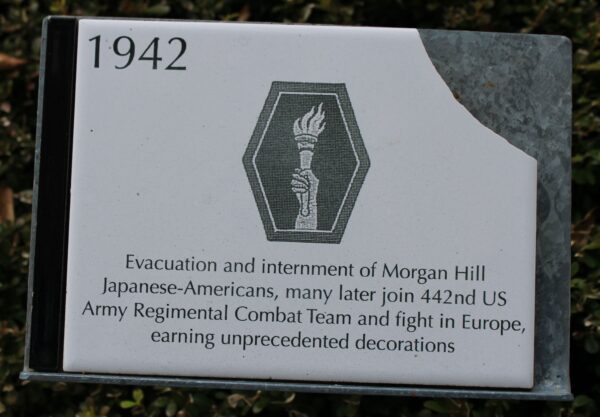 1942
Evacuation and internment of Morgan Hill
Japanese-Americans, many later join 442nd US
Army Regimental Combat Team and fight in Europe,
earning unprecedented decorations